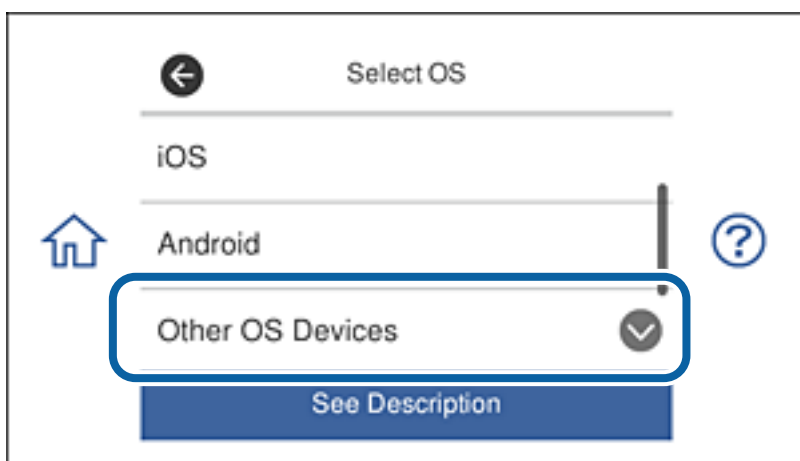 Select OS
iOS
Android
Other OS Devices
See Description